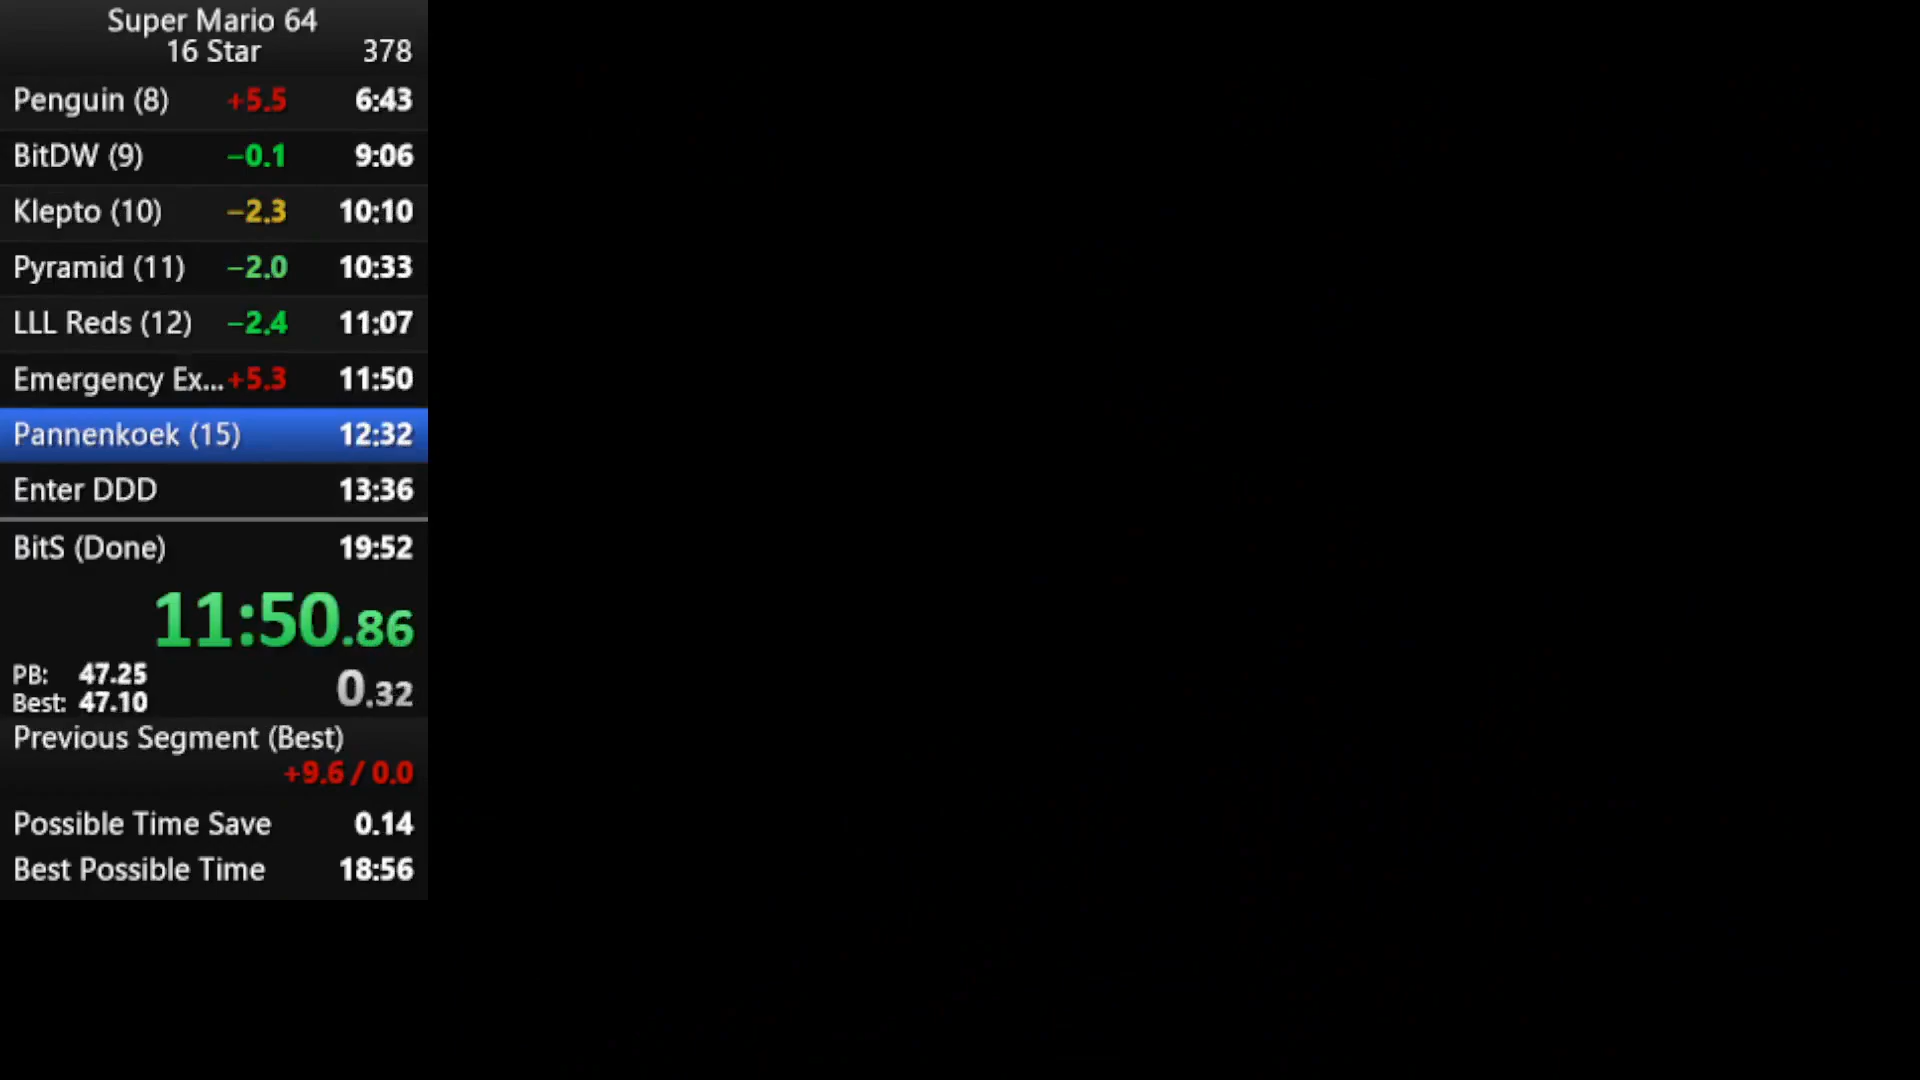 Super Mario 64
16 Star 378
Penguin (8) +5.5 6:43
BitDW (9) −0.1 9:06
Klepto (10) −2.3 10:10
Pyramid (11) −2.0 10:33
LLL Reds (12) −2.4 11:07
Emergency Ex... +5.3 11:50
Pannenkoek (15) 12:32
Enter DDD 13:36
BitS (Done) 19:52
11:50.86
PB: 47.25 0.32
Best: 47.10
Previous Segment (Best)
+9.6 / 0.0
Possible Time Save 0.14
Best Possible Time 18:56